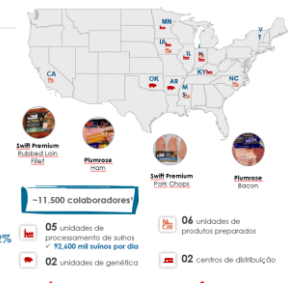 MN
V
T
IA
IL
CA
OK
AR
KY
NC
M
S
Swift Premium
Rubbed Loin
Fillet
Plumrose
Ham
Swift Premium
Pork Chops
Plumrose
Bacon
~11.500 colaboradores¹
05 unidades de
processamento de suínos
✓ 92,600 mil suínos por dia
02 unidades de genética
06 unidades de
produtos preparados
02 centros de distribuição
2%